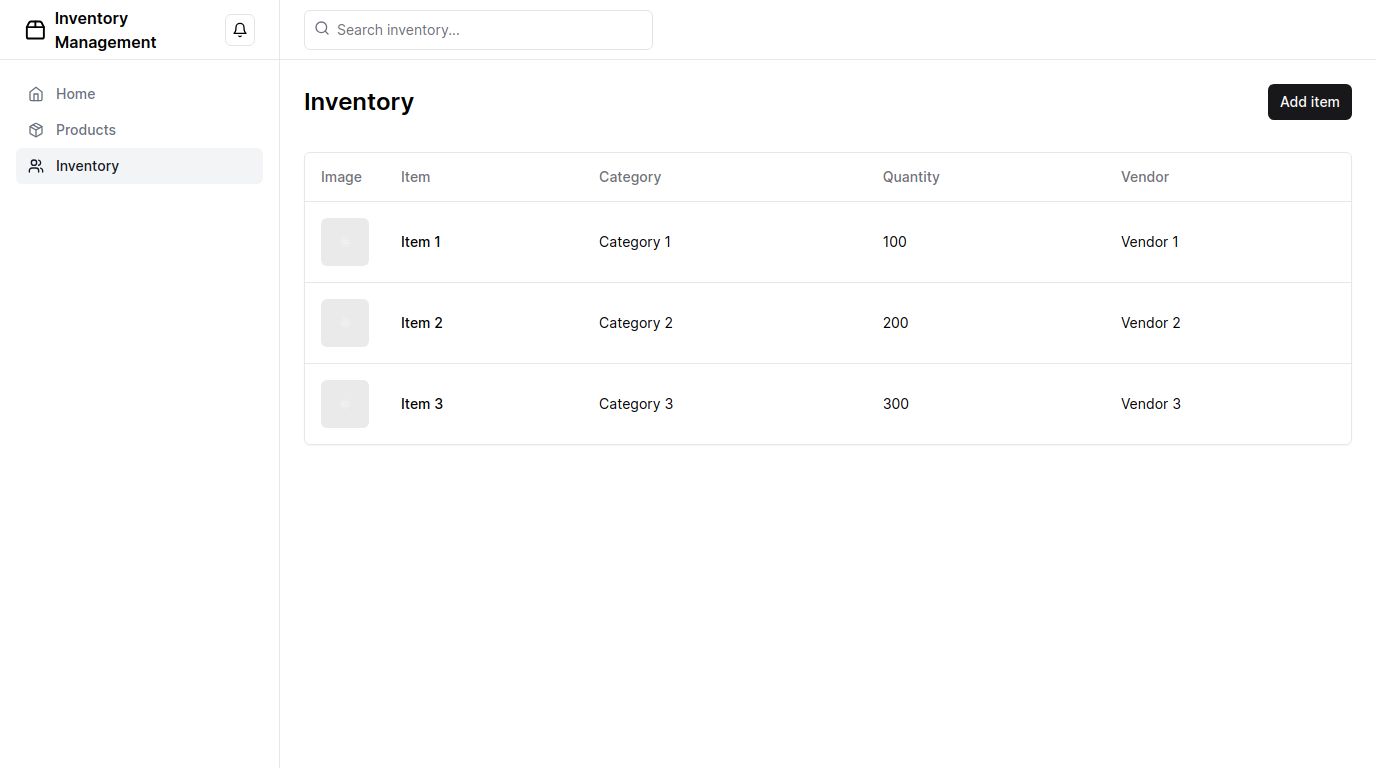 Inventory
Management
Search inventory...
Home
Products
Inventory
Inventory
Add item
Image Item Category Quantity Vendor
Item 1 Category 1 100 Vendor 1
Item 2 Category 2 200 Vendor 2
Item 3 Category 3 300 Vendor 3